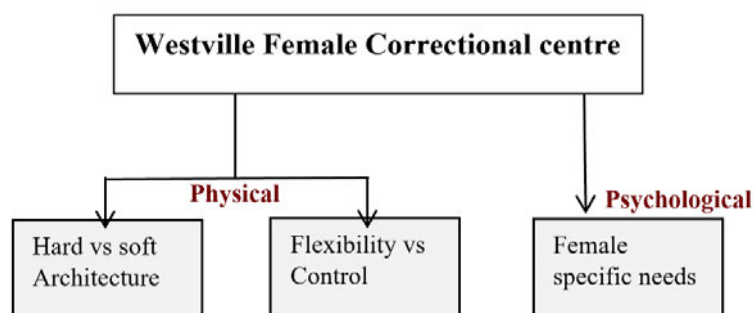 Westville Female Correctional centre
Physical
Psychological
Hard vs soft
Architecture
Flexibility vs
Control
Female
specific needs